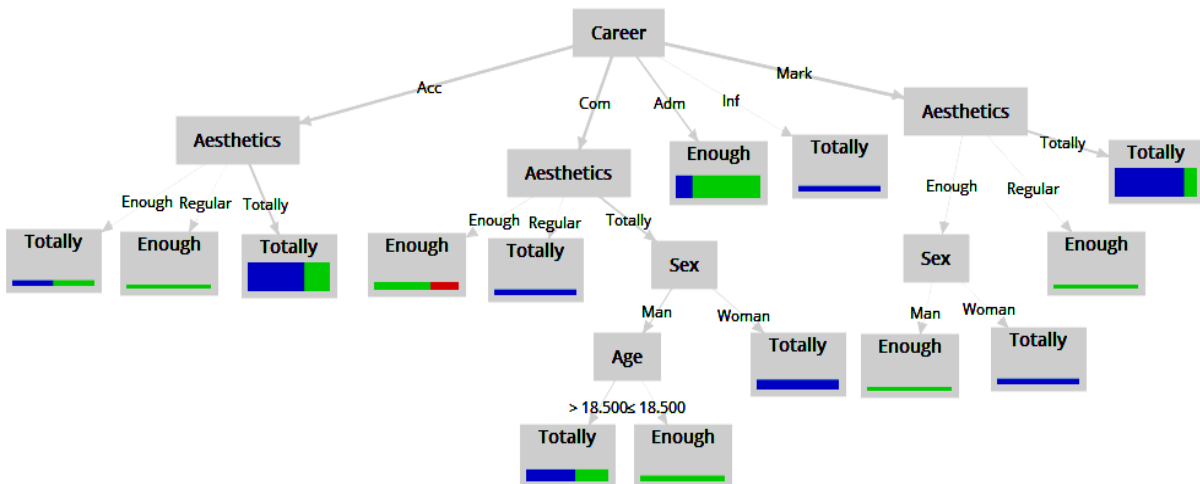 Career
Acc
Com
Adm
Inf
Mark
Aesthetics
Aesthetics
Aesthetics
Enough
Totally
Totally
Totally
Enough
Regular
Totally
Enough
Regular
Totally
Enough
Regular
Totally
Enough
Totally
Enough
Totally
Sex
Sex
Enough
Man
Woman
Man
Woman
Age
Totally
Enough
Totally
> 18.500
≤ 18.500
Totally
Enough